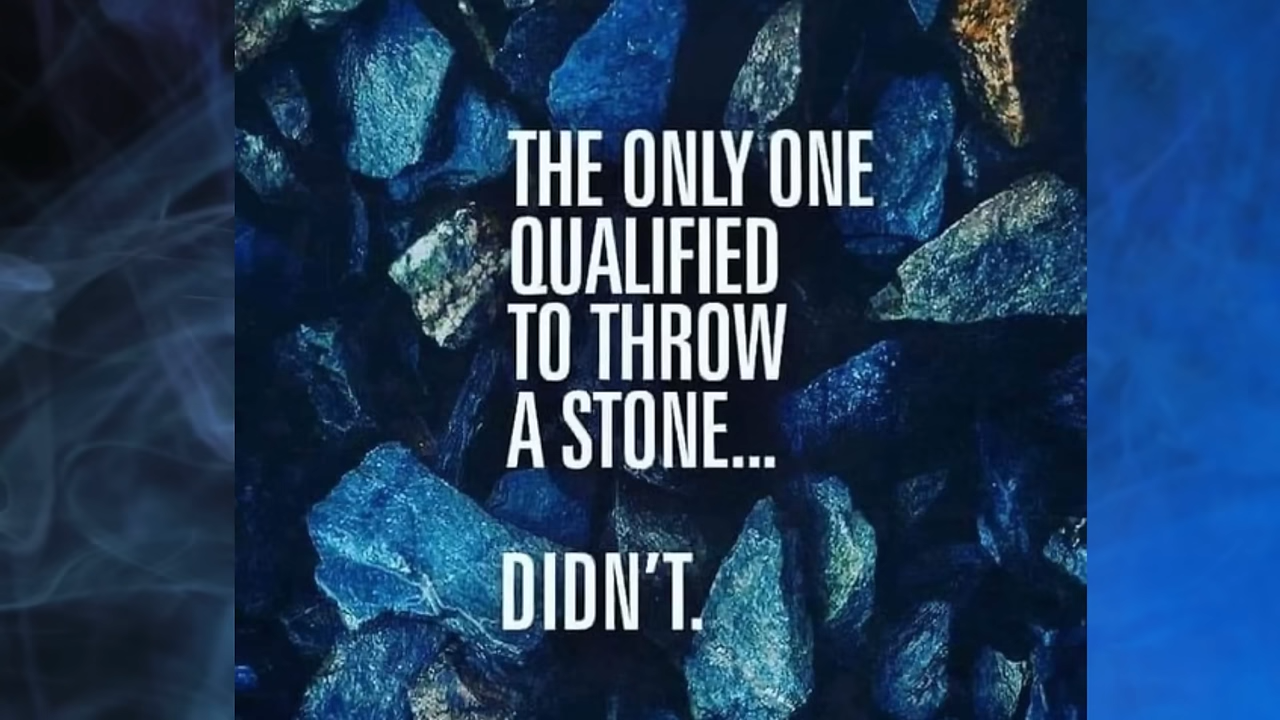 THE ONLY ONE
QUALIFIED
TO THROW
A STONE...
DIDN'T.